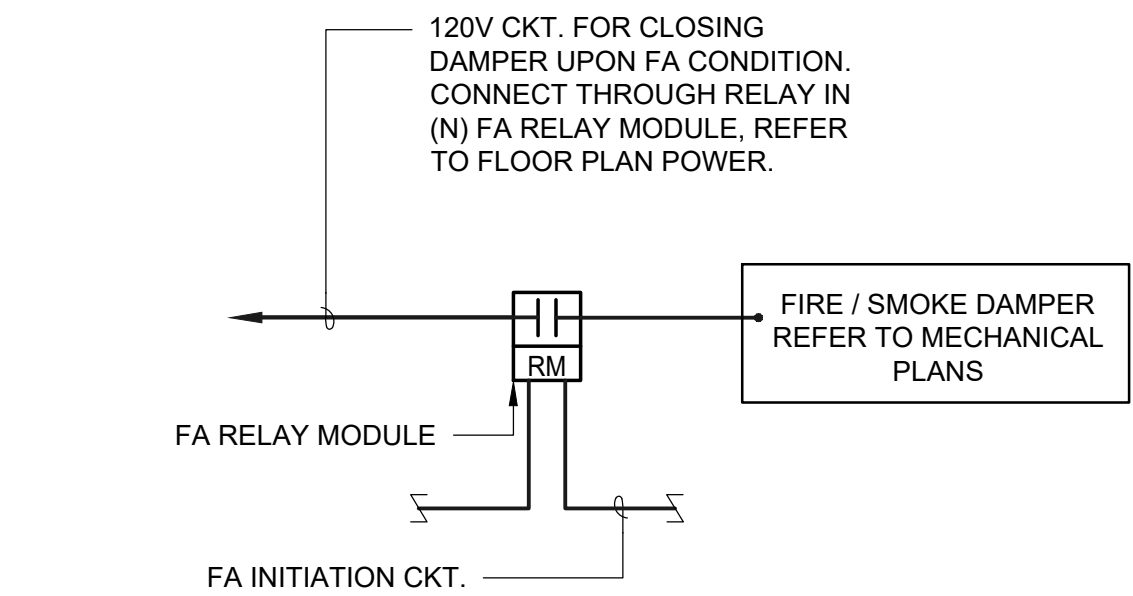 120V CKT. FOR CLOSING
DAMPER UPON FA CONDITION.
CONNECT THROUGH RELAY IN
(N) FA RELAY MODULE, REFER
TO FLOOR PLAN POWER.
FIRE / SMOKE DAMPER
REFER TO MECHANICAL
PLANS
RM
FA RELAY MODULE
FA INITIATION CKT.